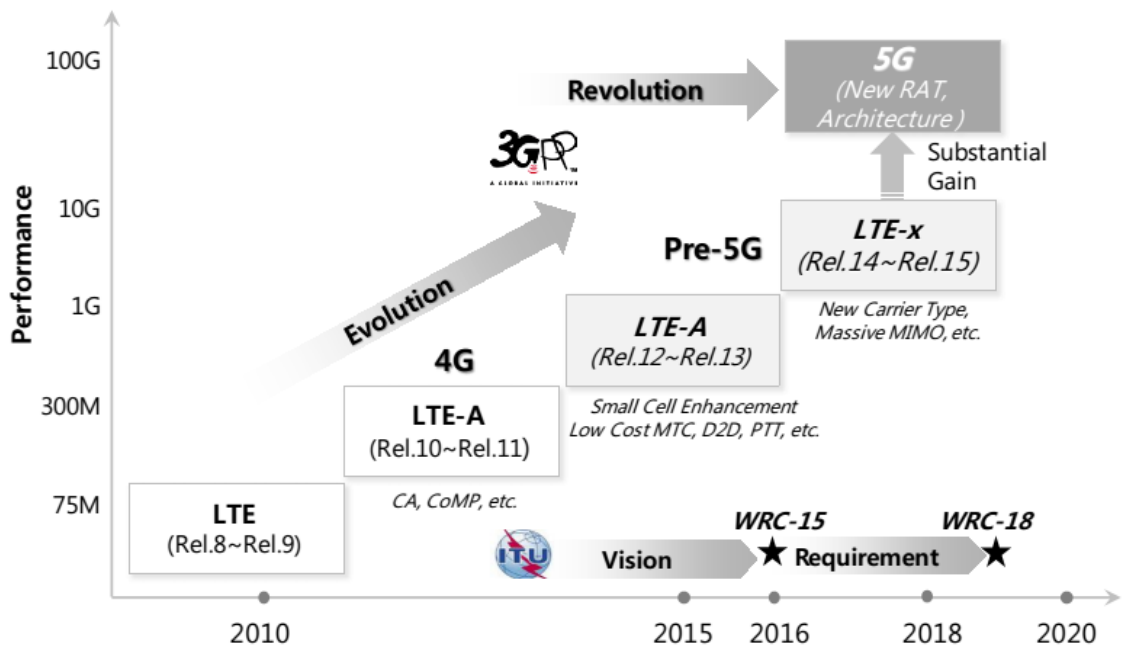 100G
10G
1G
300M
75M
Performance
Revolution
5G
(New RAT,
Architecture )
3GPP™
A GLOBAL INITIATIVE
Substantial
Gain
Evolution
Pre-5G
LTE-x
(Rel.14~Rel.15)
New Carrier Type,
Massive MIMO, etc.
LTE-A
(Rel.12~Rel.13)
Small Cell Enhancement
Low Cost MTC, D2D, PTT, etc.
4G
LTE-A
(Rel.10~Rel.11)
CA, CoMP, etc.
LTE
(Rel.8~Rel.9)
ITU
Vision
WRC-15
Requirement
WRC-18
2010
2015
2016
2018
2020